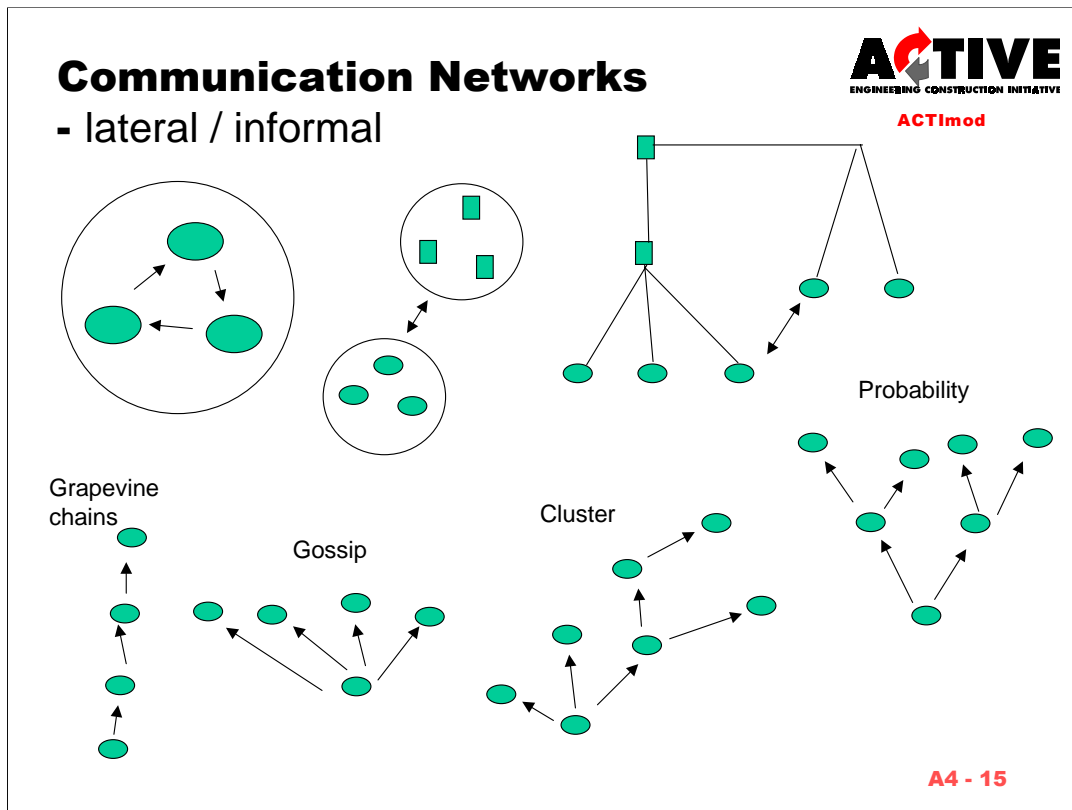 Communication Networks
- lateral / informal
ACTIVE
ENGINEERING CONSTRUCTION INITIATIVE
ACTImod
Probability
Grapevine
chains
Gossip
Cluster
A4 - 15